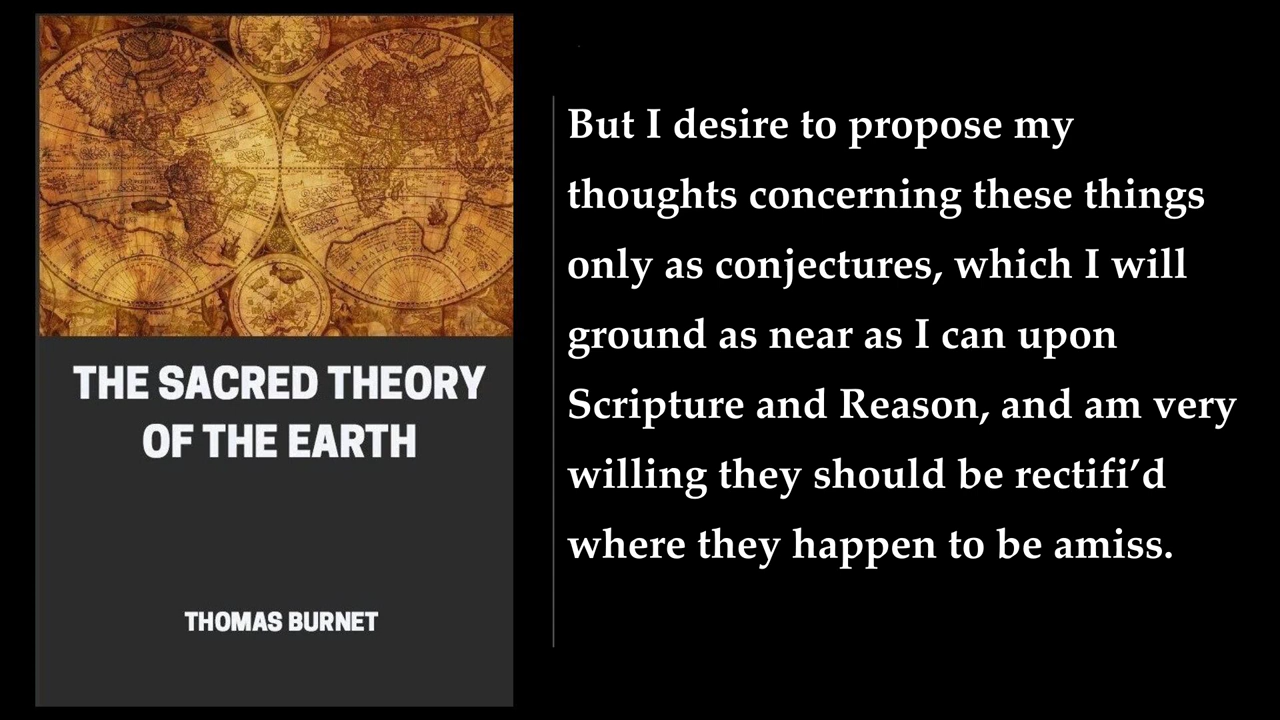 THE SACRED THEORY
OF THE EARTH
THOMAS BURNET
But I desire to propose my
thoughts concerning these things
only as conjectures, which I will
ground as near as I can upon
Scripture and Reason, and am very
willing they should be rectifi’d
where they happen to be amiss.